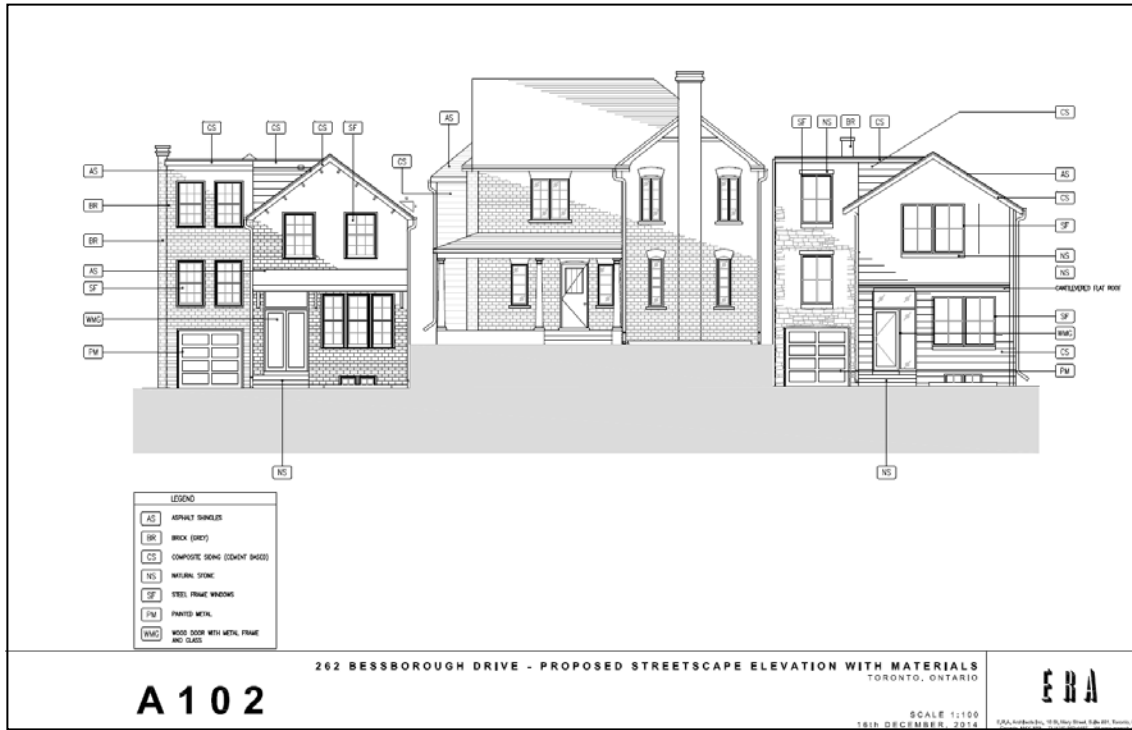 CS CS CS SF
AS
CS
SF NS BR CS
CS
AS
BR
BR
AS
SF
WMG
PM
AS
CS
SF
NS
NS
CANTILEVERED FLAT ROOF
SF
WMG
CS
PM
NS
NS
LEGEND
AS ASPHALT SHINGLES
BR BRICK (GREY)
CS COMPOSITE SIDING (CEMENT BASED)
NS NATURAL STONE
SF STEEL FRAME WINDOWS
PM PAINTED METAL
WMG WOOD DOOR WITH METAL FRAME
AND GLASS
262 BESSBOROUGH DRIVE - PROPOSED STREETSCAPE ELEVATION WITH MATERIALS
TORONTO, ONTARIO
A102
SCALE 1:100
16th DECEMBER, 2014
ERA